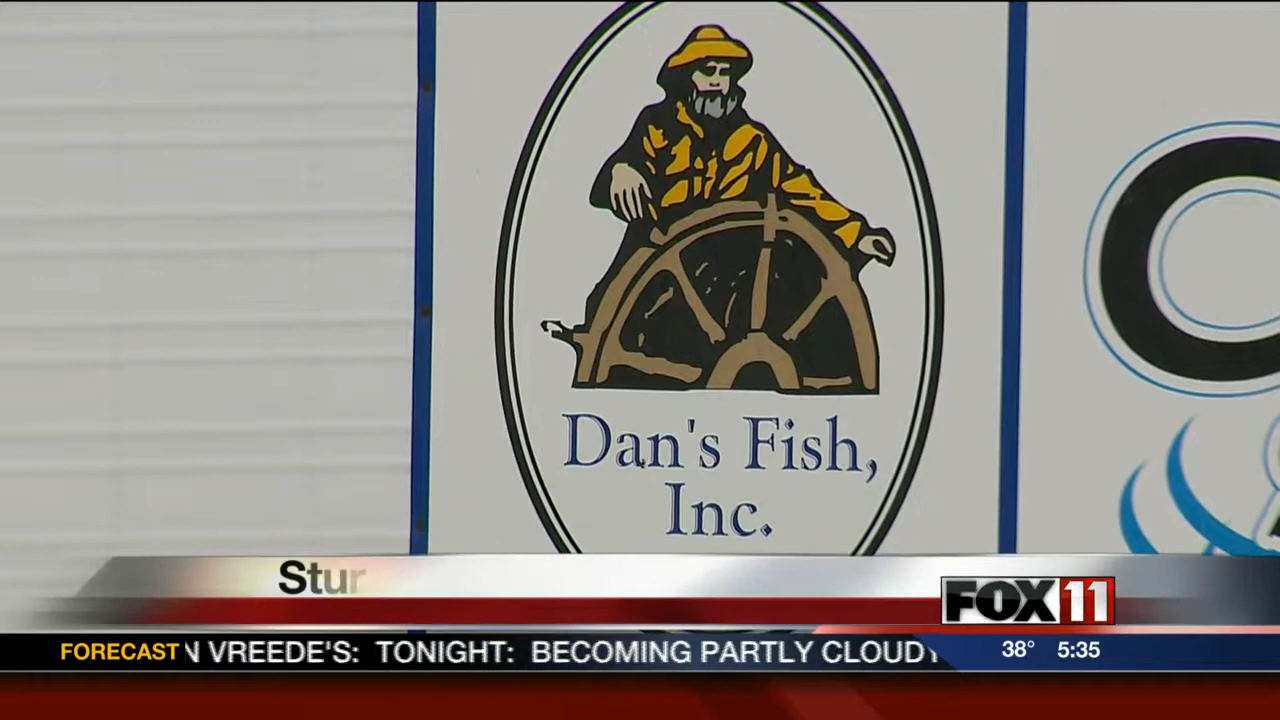 Dan's Fish,
Inc.
Stur
FOX 11
FORECAST N VREEDE'S: TONIGHT: BECOMING PARTLY CLOUDY 38° 5:35